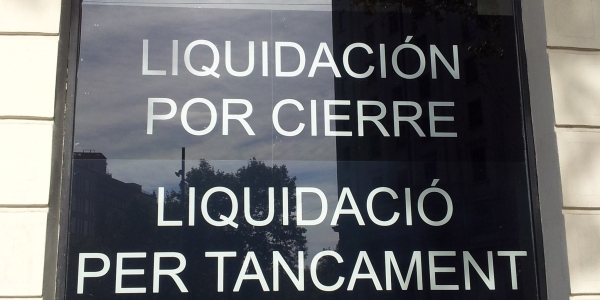 LIQUIDACIÓN
POR CIERRE
LIQUIDACIÓ
PER TANCAMENT